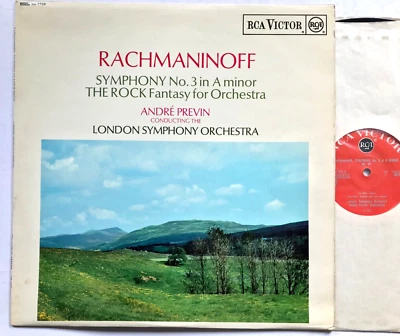 RCA VICTOR
RCA
RACHMANINOFF
SYMPHONY No. 3 in A minor
THE ROCK Fantasy for Orchestra
ANDRÉ PREVIN
CONDUCTING THE
LONDON SYMPHONY ORCHESTRA
RCA VICTOR